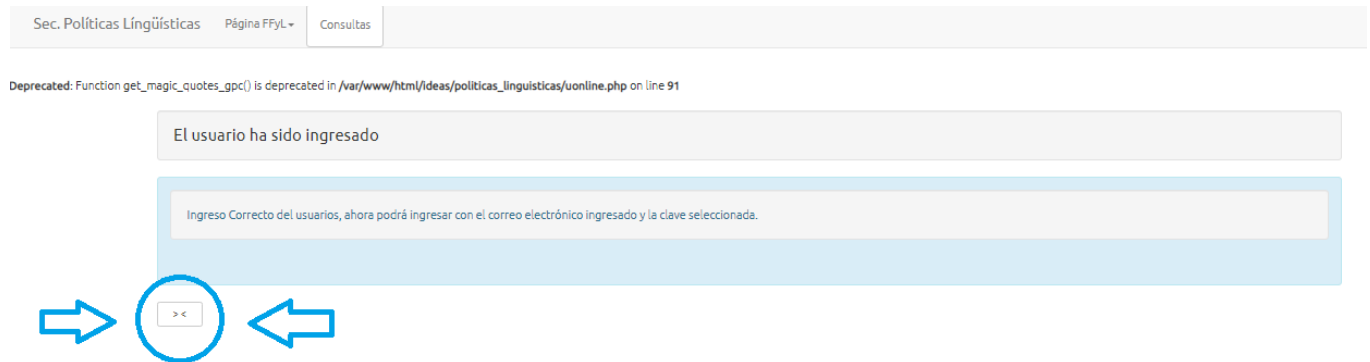 Sec. Políticas Língüísticas Página FFyL Consultas
Deprecated: Function get_magic_quotes_gpc() is deprecated in /var/www/html/ideas/politicas_linguisticas/uonline.php on line 91
El usuario ha sido ingresado
Ingreso Correcto del usuarios, ahora podrá ingresar con el correo electrónico ingresado y la clave seleccionada.
> <